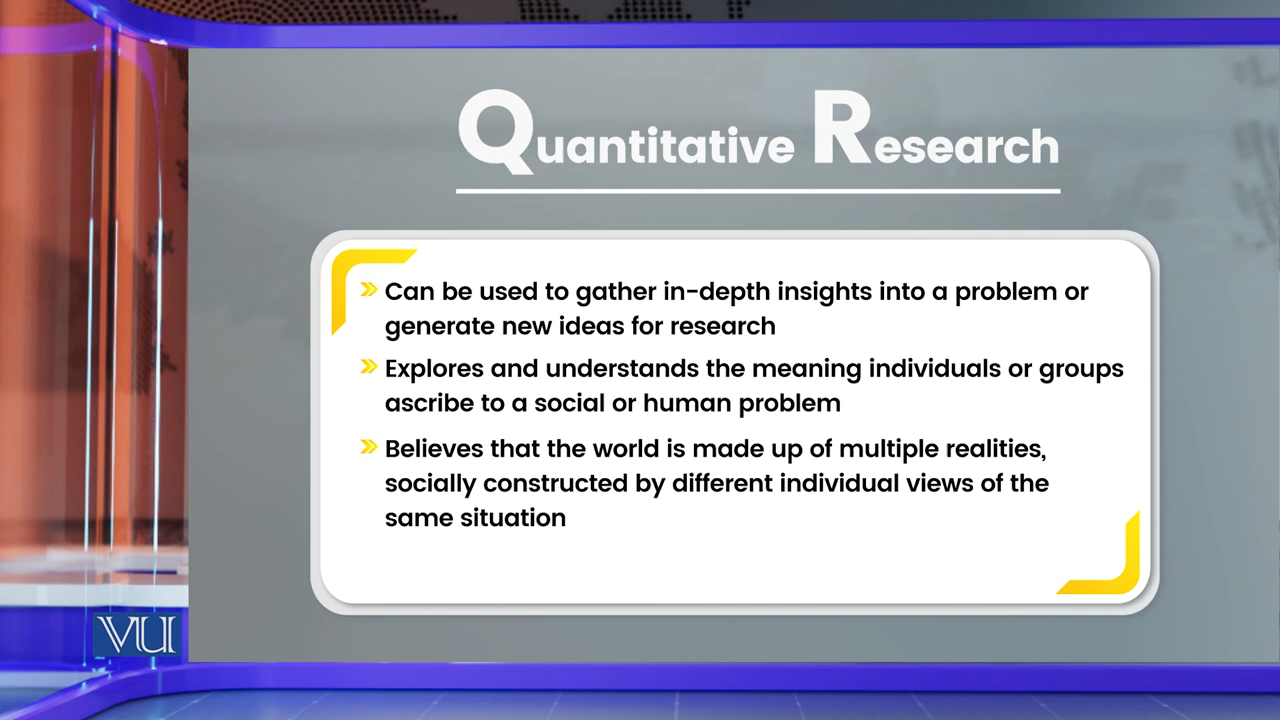 Quantitative Research
Can be used to gather in-depth insights into a problem or
generate new ideas for research
Explores and understands the meaning individuals or groups
ascribe to a social or human problem
Believes that the world is made up of multiple realities,
socially constructed by different individual views of the
same situation
VU